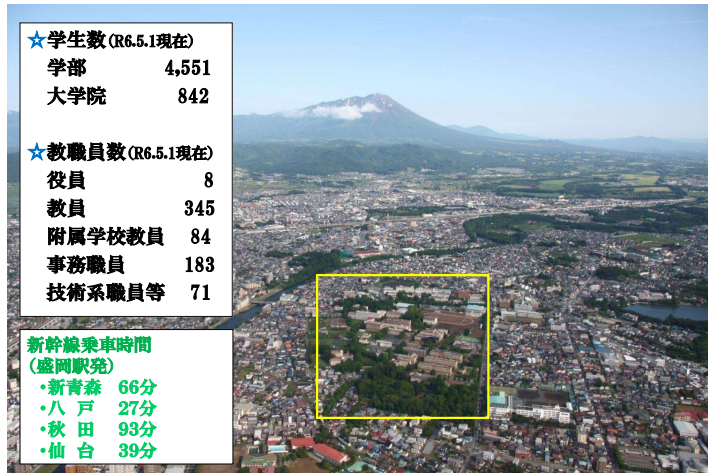 ☆学生数(R6.5.1現在)
学部 4,551
大学院 842
☆教職員数(R6.5.1現在)
役員 8
教員 345
附属学校教員 84
事務職員 183
技術系職員等 71
新幹線乗車時間
(盛岡駅発)
・新青森 66分
・八 戸 27分
・秋 田 93分
・仙 台 39分